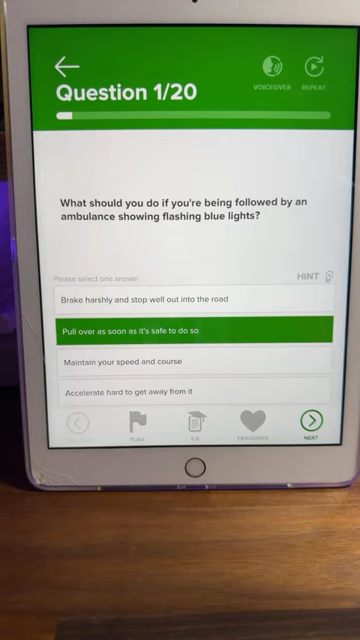 Question 1/20
VOICEOVER
REPEAT
What should you do if you're being followed by an
ambulance showing flashing blue lights?
Please select one answer
HINT
Brake harshly and stop well out into the road
Pull over as soon as it's safe to do so
Maintain your speed and course
Accelerate hard to get away from it
FLAG
FAVOURITE
NEXT